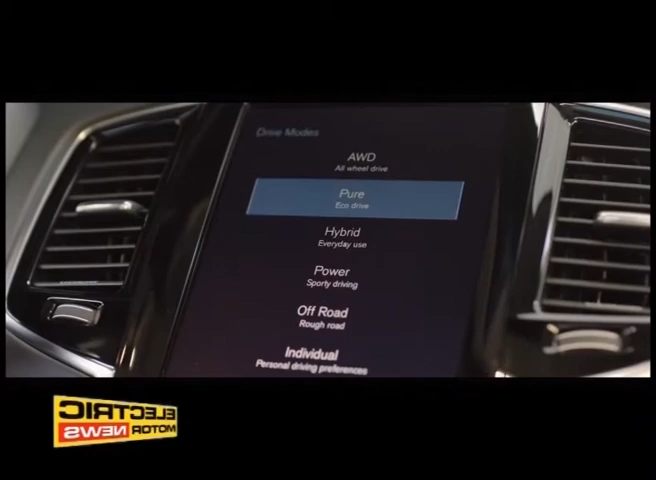 Drive Modes
AWD
All wheel drive
Pure
Eco drive
Hybrid
Everyday use
Power
Sporty driving
Off Road
Rough road
Individual
Personal driving preferences
ELECTRIC
MOTOR NEWS